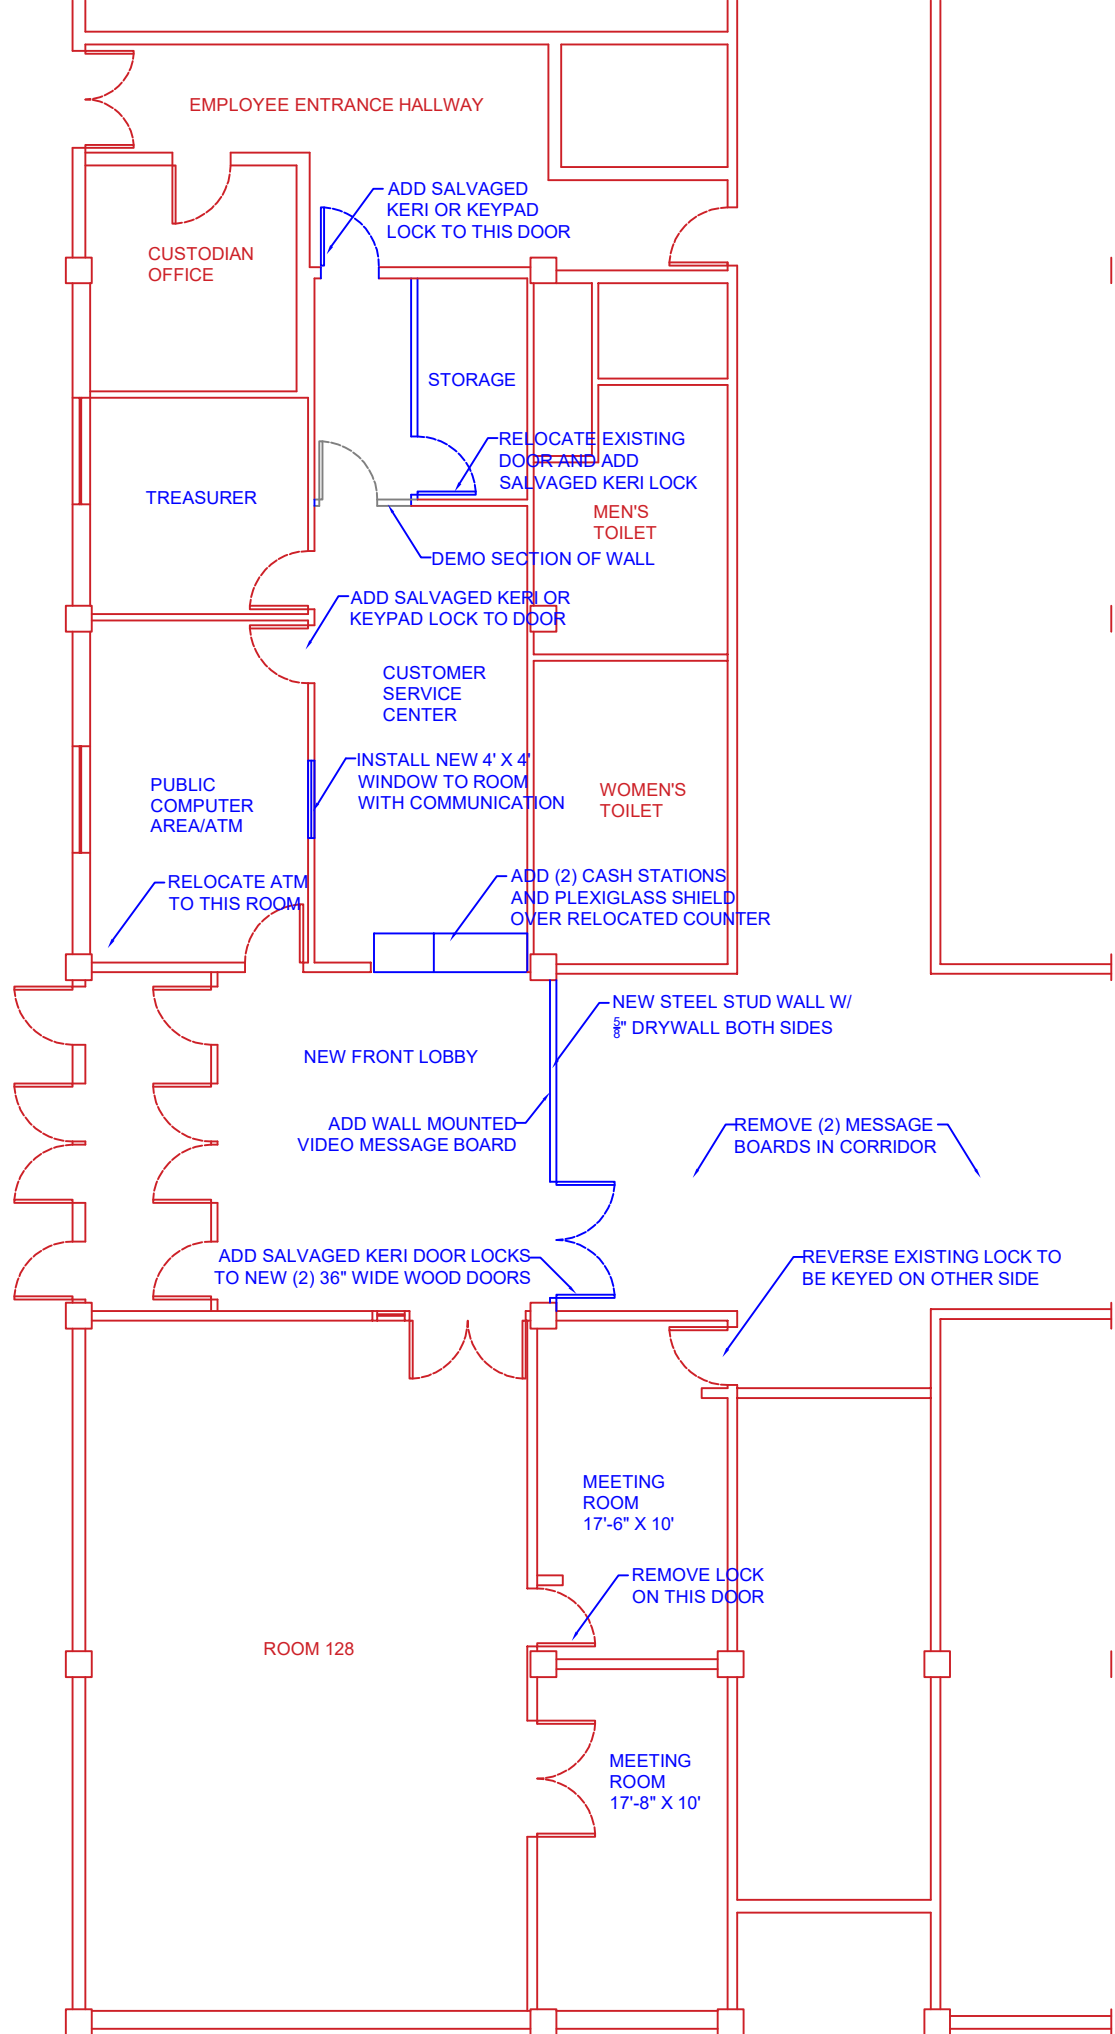 EMPLOYEE ENTRANCE HALLWAY
ADD SALVAGED
KERI OR KEYPAD
LOCK TO THIS DOOR
CUSTODIAN
OFFICE
STORAGE
RELOCATE EXISTING
DOOR AND ADD
SALVAGED KERI LOCK
TREASURER
MEN'S
TOILET
DEMO SECTION OF WALL
ADD SALVAGED KERI OR
KEYPAD LOCK TO DOOR
CUSTOMER
SERVICE
CENTER
INSTALL NEW 4' X 4'
WINDOW TO ROOM
WITH COMMUNICATION
PUBLIC
COMPUTER
AREA/ATM
WOMEN'S
TOILET
RELOCATE ATM
TO THIS ROOM
ADD (2) CASH STATIONS
AND PLEXIGLASS SHIELD
OVER RELOCATED COUNTER
NEW STEEL STUD WALL W/
5/8" DRYWALL BOTH SIDES
NEW FRONT LOBBY
ADD WALL MOUNTED
VIDEO MESSAGE BOARD
REMOVE (2) MESSAGE
BOARDS IN CORRIDOR
ADD SALVAGED KERI DOOR LOCKS
TO NEW (2) 36" WIDE WOOD DOORS
REVERSE EXISTING LOCK TO
BE KEYED ON OTHER SIDE
MEETING
ROOM
17'-6" X 10'
REMOVE LOCK
ON THIS DOOR
ROOM 128
MEETING
ROOM
17'-8" X 10'